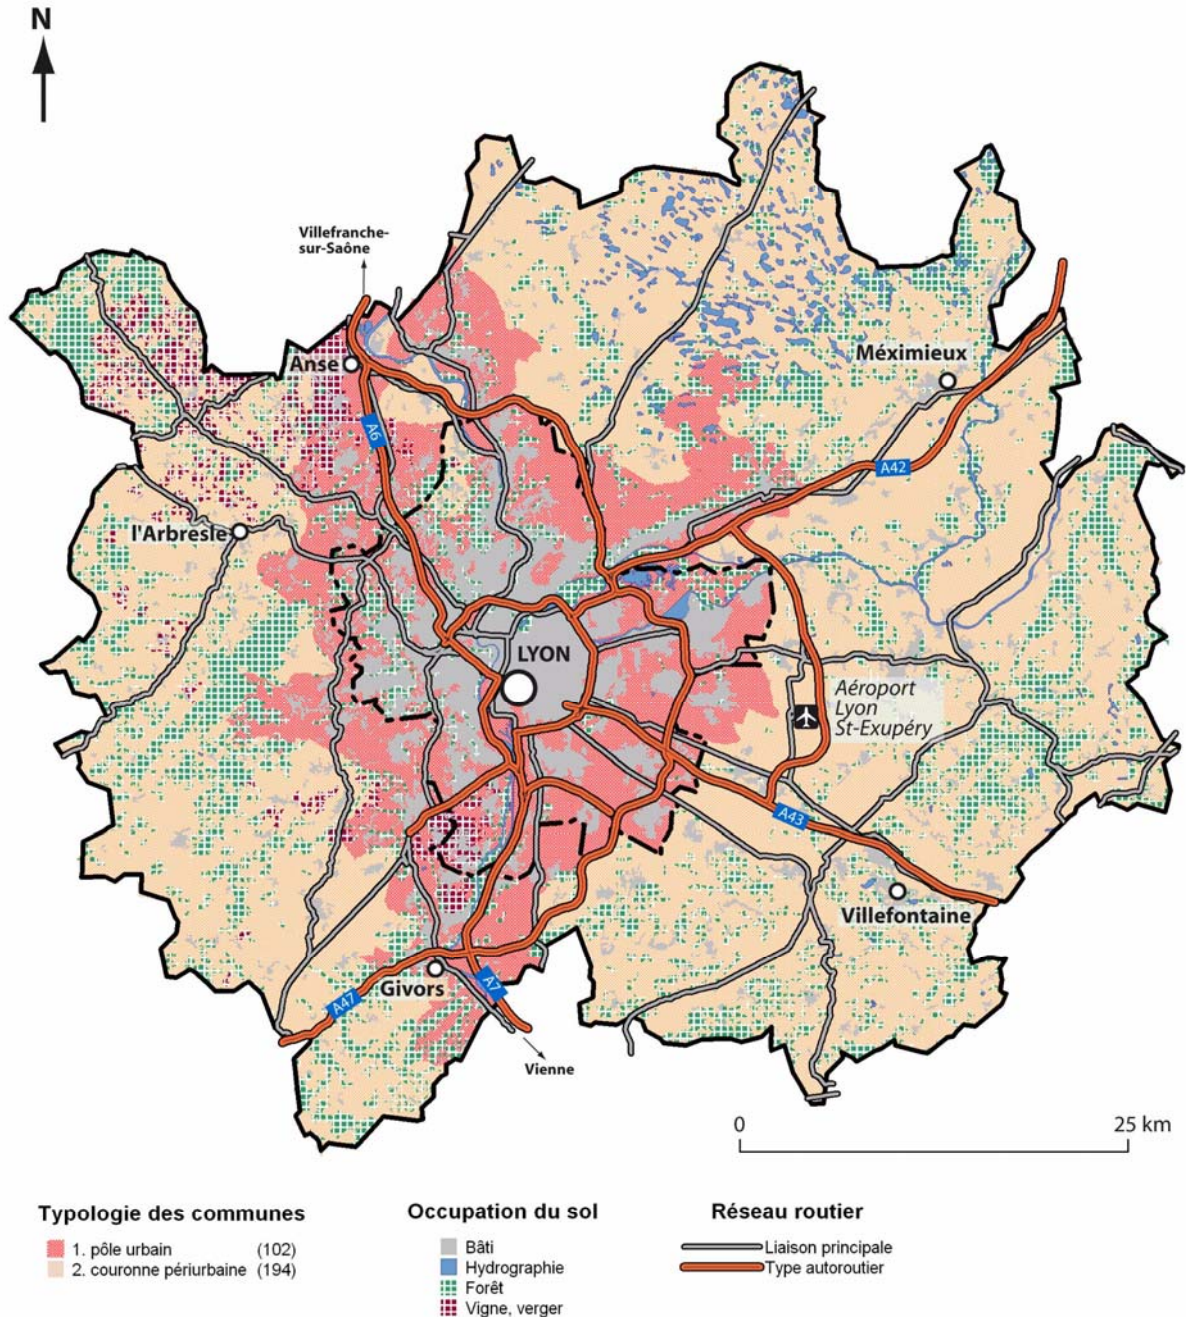 N
Villefranche-
sur-Saône
Anse
Méximieux
A6
A42
l'Arbresle
LYON
Aéroport
Lyon
St-Exupéry
A43
Villefontaine
Givors
A47
A7
Vienne
0 25 km
Typologie des communes
1. pôle urbain (102)
2. couronne périurbaine (194)
Occupation du sol
Bâti
Hydrographie
Forêt
Vigne, verger
Réseau routier
Liaison principale
Type autoroutier